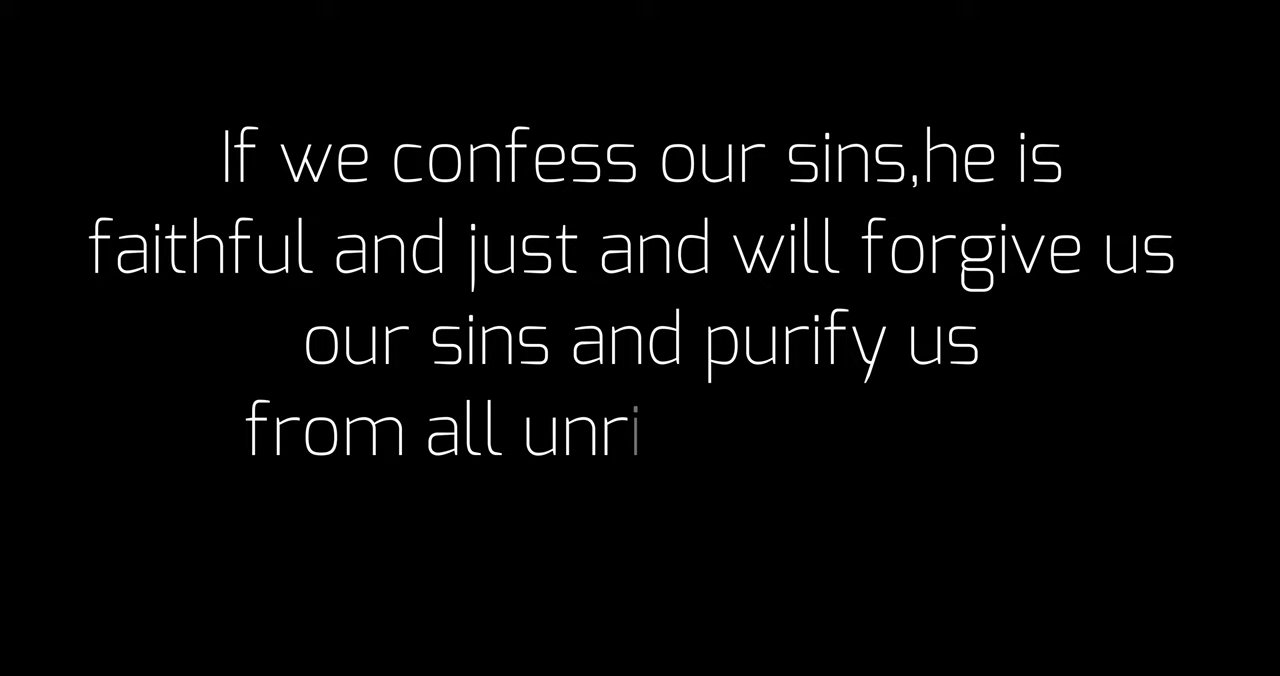 If we confess our sins,he is
faithful and just and will forgive us
our sins and purify us
from all unri